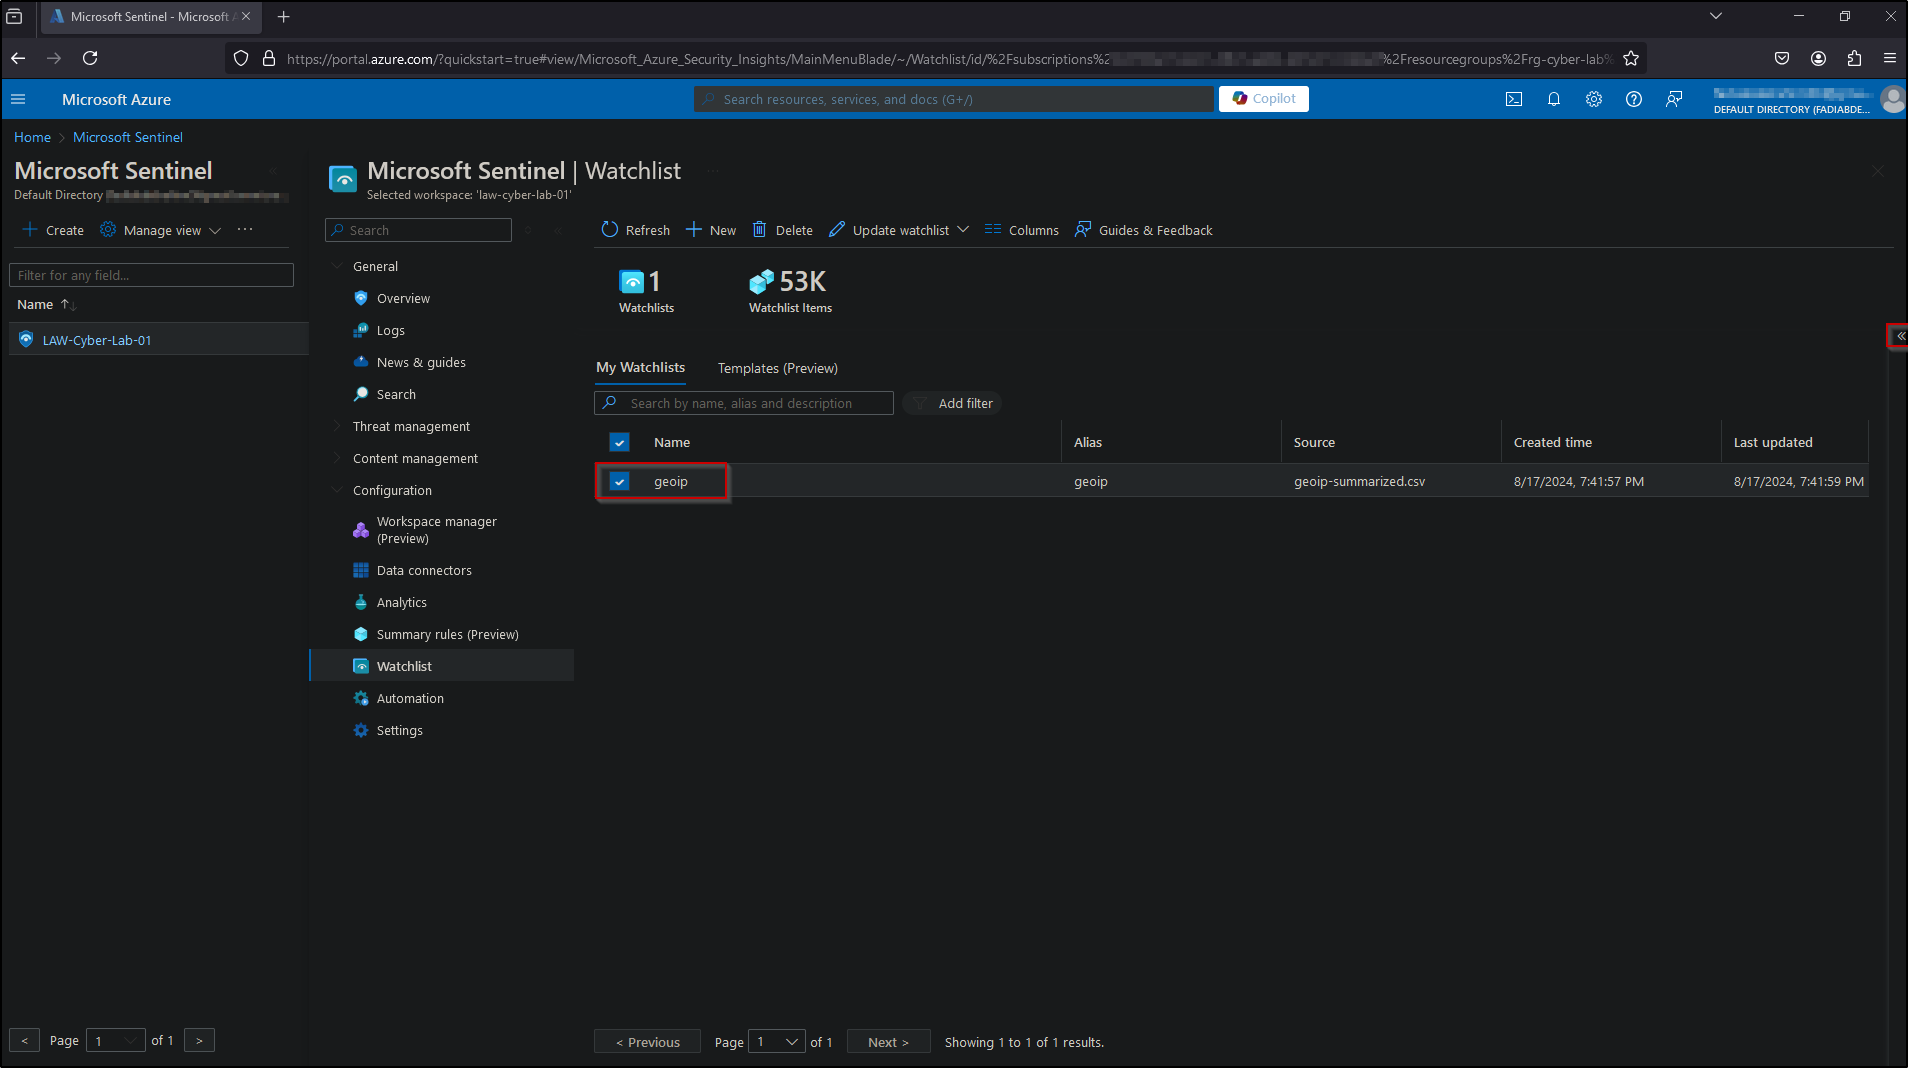 Microsoft Sentinel - Microsoft A
https://portal.azure.com/?quickstart=true#view/Microsoft_Azure_Security_Insights/MainMenuBlade/~/Watchlist/id/%2Fsubscriptions%2 %2Fresourcegroups%2Frg-cyber-lab%
Microsoft Azure
Search resources, services, and docs (G+/)
Copilot
DEFAULT DIRECTORY (FADIABDE...
Home > Microsoft Sentinel
Microsoft Sentinel
Default Directory
Create
Manage view
Filter for any field...
Name
LAW-Cyber-Lab-01
< Page 1 of 1 >
Microsoft Sentinel | Watchlist
Selected workspace: 'law-cyber-lab-01'
Search
General
Overview
Logs
News & guides
Search
Threat management
Content management
Configuration
Workspace manager
(Preview)
Data connectors
Analytics
Summary rules (Preview)
Watchlist
Automation
Settings
Refresh New Delete Update watchlist Columns Guides & Feedback
1
Watchlists
53K
Watchlist Items
My Watchlists Templates (Preview)
Search by name, alias and description
Add filter
Name Alias Source Created time Last updated
geoip geoip geoip-summarized.csv 8/17/2024, 7:41:57 PM 8/17/2024, 7:41:59 PM
< Previous Page 1 of 1 Next > Showing 1 to 1 of 1 results.